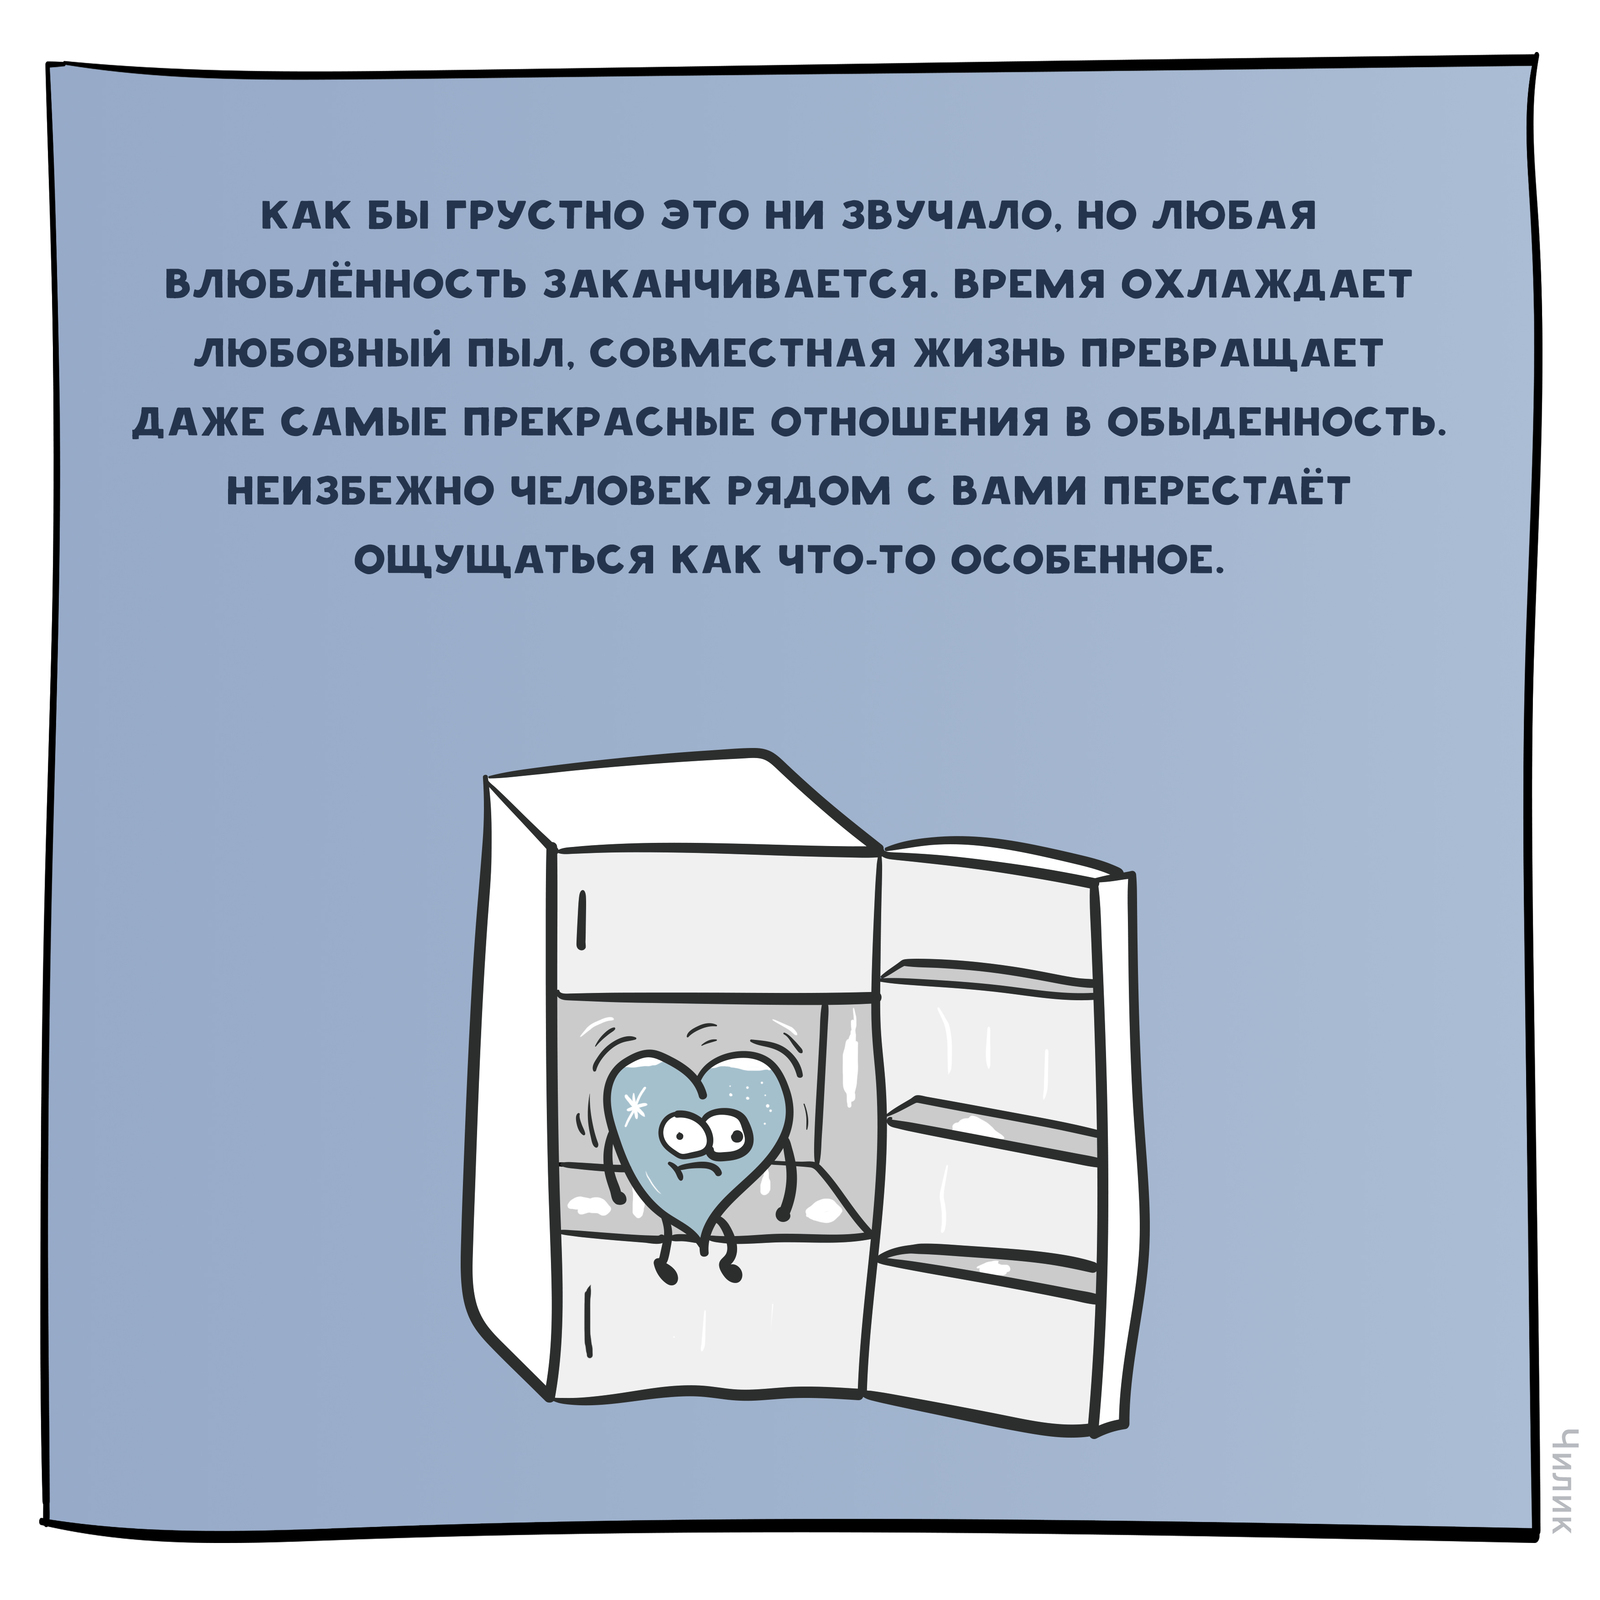 КАК БЫ ГРУСТНО ЭТО НИ ЗВУЧАЛО, НО ЛЮБАЯ
ВЛЮБЛЁННОСТЬ ЗАКАНЧИВАЕТСЯ. ВРЕМЯ ОХЛАЖДАЕТ
ЛЮБОВНЫЙ ПЫЛ, СОВМЕСТНАЯ ЖИЗНЬ ПРЕВРАЩАЕТ
ДАЖЕ САМЫЕ ПРЕКРАСНЫЕ ОТНОШЕНИЯ В ОБЫДЕННОСТЬ.
НЕИЗБЕЖНО ЧЕЛОВЕК РЯДОМ С ВАМИ ПЕРЕСТАЁТ
ОЩУЩАТЬСЯ КАК ЧТО-ТО ОСОБЕННОЕ.
Чилик